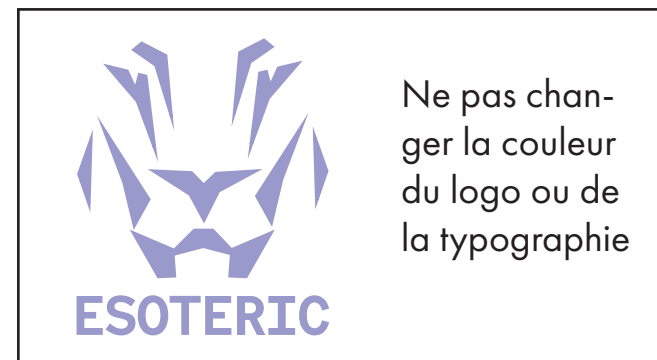 ESOTERIC
Ne pas chan-
ger la couleur
du logo ou de
la typographie